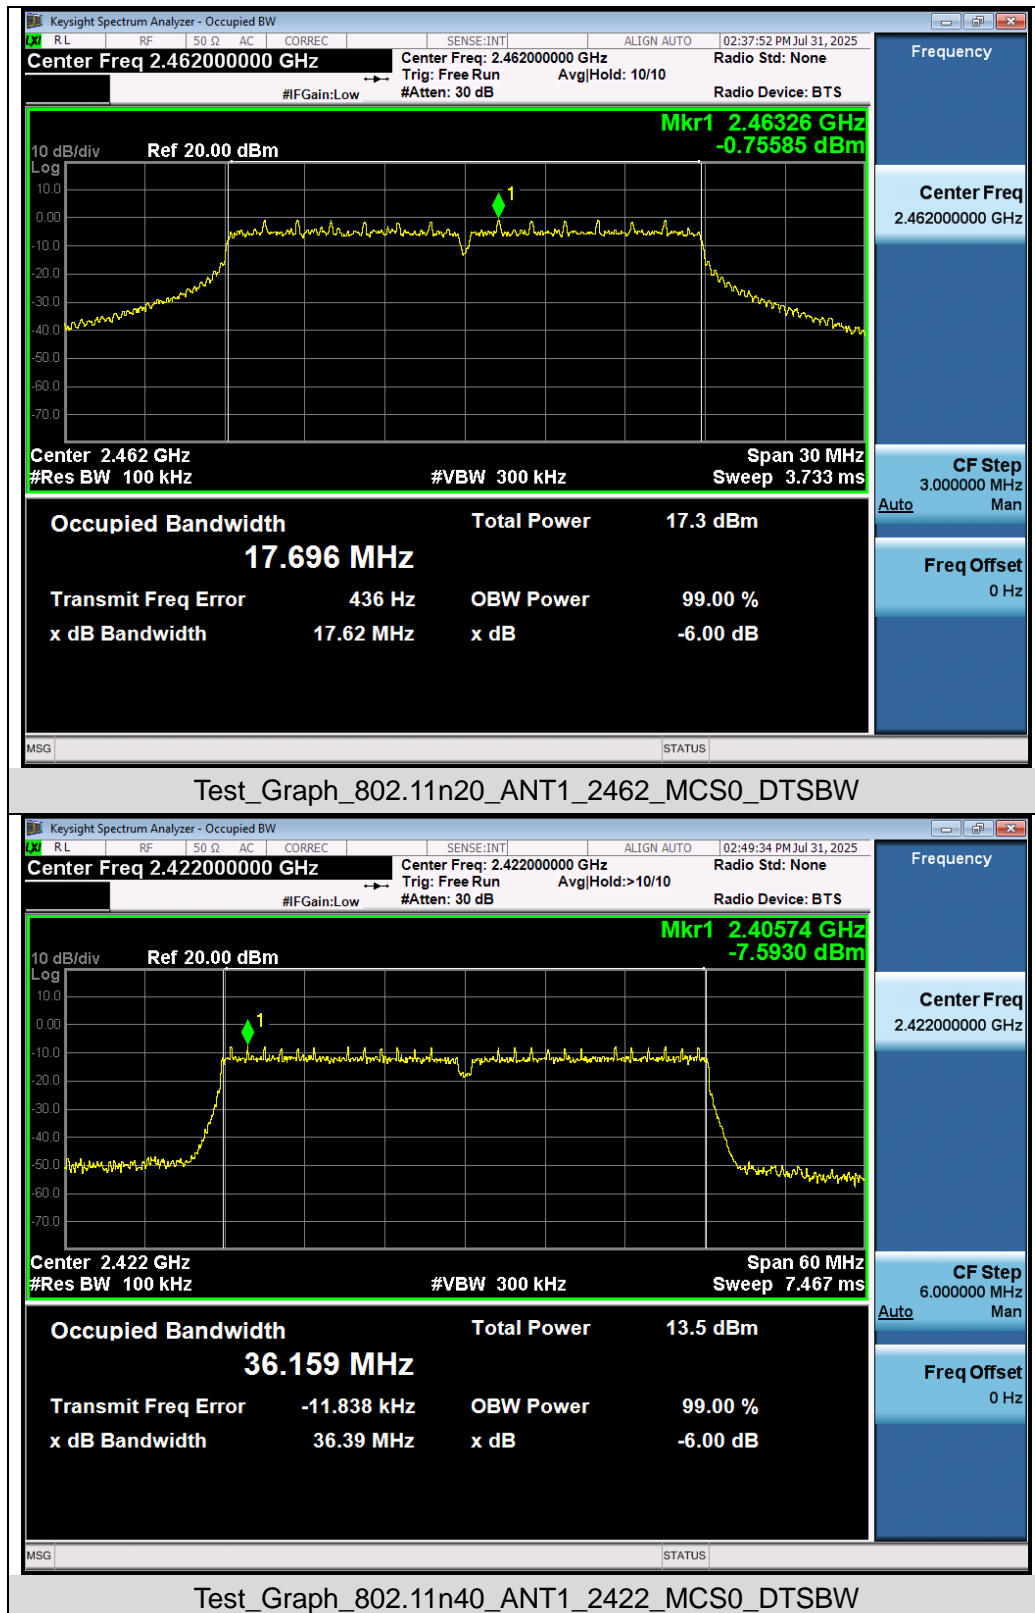 Keysight Spectrum Analyzer - Occupied BW
LXI RL RF 50 Ω AC CORREC SENSE:INT ALIGN AUTO 02:37:52 PM Jul 31, 2025
Center Freq 2.462000000 GHz
Center Freq: 2.462000000 GHz
Radio Std: None
Trig: Free Run Avg|Hold: 10/10
#IFGain:Low
#Atten: 30 dB
Radio Device: BTS
Frequency
Mkr1 2.46326 GHz
-0.75585 dBm
10 dB/div Ref 20.00 dBm
Log
10.0
0.00
-10.0
-20.0
-30.0
-40.0
-50.0
-60.0
-70.0
1
Center Freq
2.462000000 GHz
Center 2.462 GHz
Span 30 MHz
#Res BW 100 kHz
#VBW 300 kHz
Sweep 3.733 ms
CF Step
3.000000 MHz
Auto Man
Occupied Bandwidth
17.696 MHz
Total Power 17.3 dBm
Freq Offset
0 Hz
Transmit Freq Error 436 Hz
OBW Power 99.00 %
x dB Bandwidth 17.62 MHz
x dB -6.00 dB
MSG
STATUS
Test_Graph_802.11n20_ANT1_2462_MCS0_DTSBW
Keysight Spectrum Analyzer - Occupied BW
LXI RL RF 50 Ω AC CORREC SENSE:INT ALIGN AUTO 02:49:34 PM Jul 31, 2025
Center Freq 2.422000000 GHz
Center Freq: 2.422000000 GHz
Radio Std: None
Trig: Free Run Avg|Hold:>10/10
#IFGain:Low
#Atten: 30 dB
Radio Device: BTS
Frequency
Mkr1 2.40574 GHz
-7.5930 dBm
10 dB/div Ref 20.00 dBm
Log
10.0
0.00
-10.0
-20.0
-30.0
-40.0
-50.0
-60.0
-70.0
1
Center Freq
2.422000000 GHz
Center 2.422 GHz
Span 60 MHz
#Res BW 100 kHz
#VBW 300 kHz
Sweep 7.467 ms
CF Step
6.000000 MHz
Auto Man
Occupied Bandwidth
36.159 MHz
Total Power 13.5 dBm
Freq Offset
0 Hz
Transmit Freq Error -11.838 kHz
OBW Power 99.00 %
x dB Bandwidth 36.39 MHz
x dB -6.00 dB
MSG
STATUS
Test_Graph_802.11n40_ANT1_2422_MCS0_DTSBW